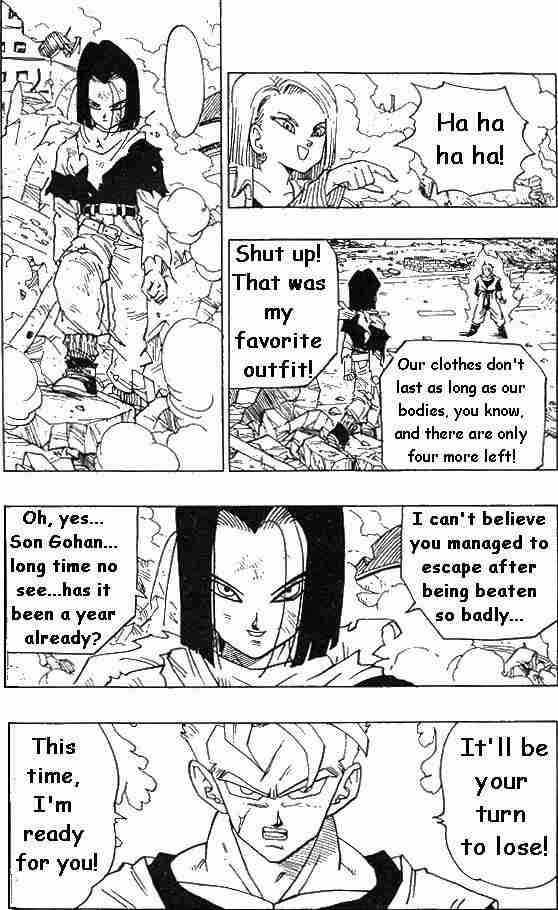 Ha ha
ha ha!
Shut up!
That was
my
favorite
outfit!
Our clothes don't
last as long as our
bodies, you know,
and there are only
four more left!
Oh, yes...
Son Gohan...
long time no
see...has it
been a year
already?
I can't believe
you managed to
escape after
being beaten
so badly...
This
time,
I'm
ready
for you!
It'll be
your
turn
to lose!